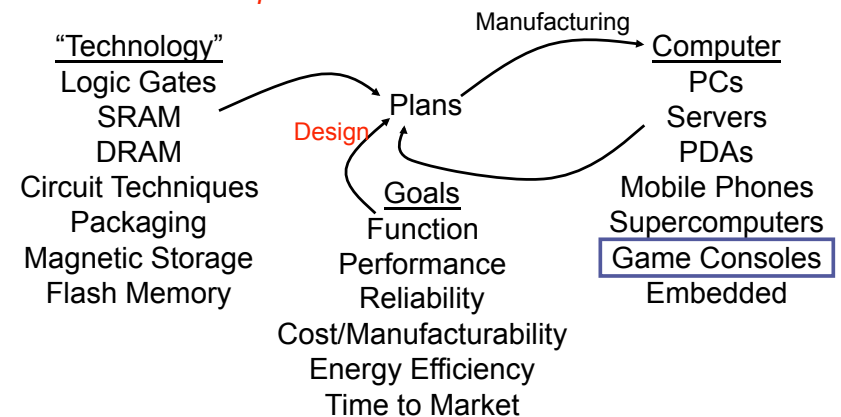 “Technology”
Logic Gates
SRAM
DRAM
Circuit Techniques
Packaging
Magnetic Storage
Flash Memory
Plans
Design
Goals
Function
Performance
Reliability
Cost/Manufacturability
Energy Efficiency
Time to Market
Manufacturing
Computer
PCs
Servers
PDAs
Mobile Phones
Supercomputers
Game Consoles
Embedded